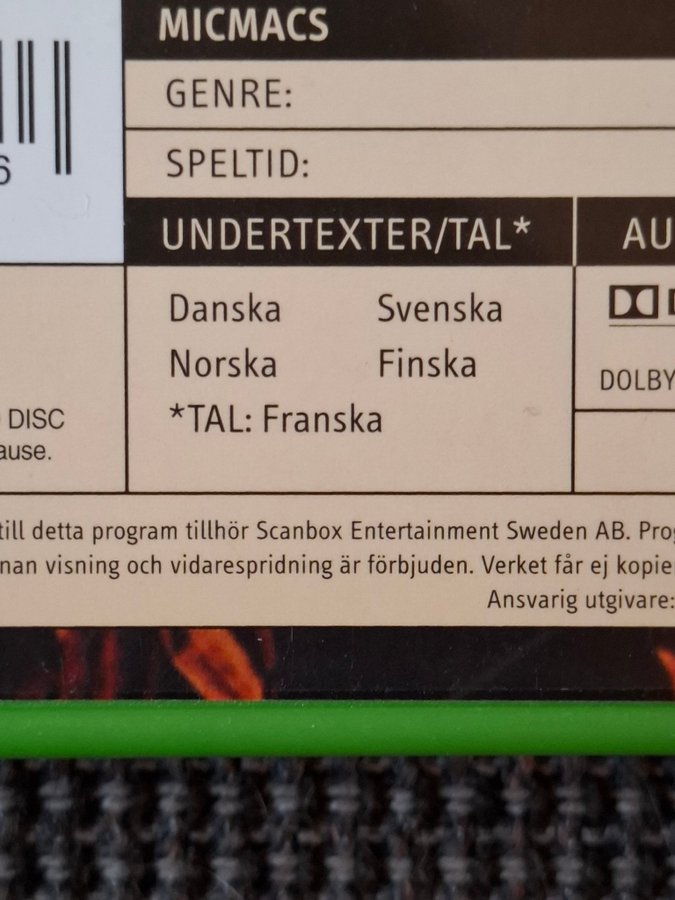 MICMACS
GENRE:
6
SPELTID:
UNDERTEXTER/TAL*
AU
Danska Svenska
Norska Finska
*TAL: Franska
DOLBY
DISC
ause.
till detta program tillhör Scanbox Entertainment Sweden AB. Prog
nan visning och vidarespridning är förbjuden. Verket får ej kopie
Ansvarig utgivare: